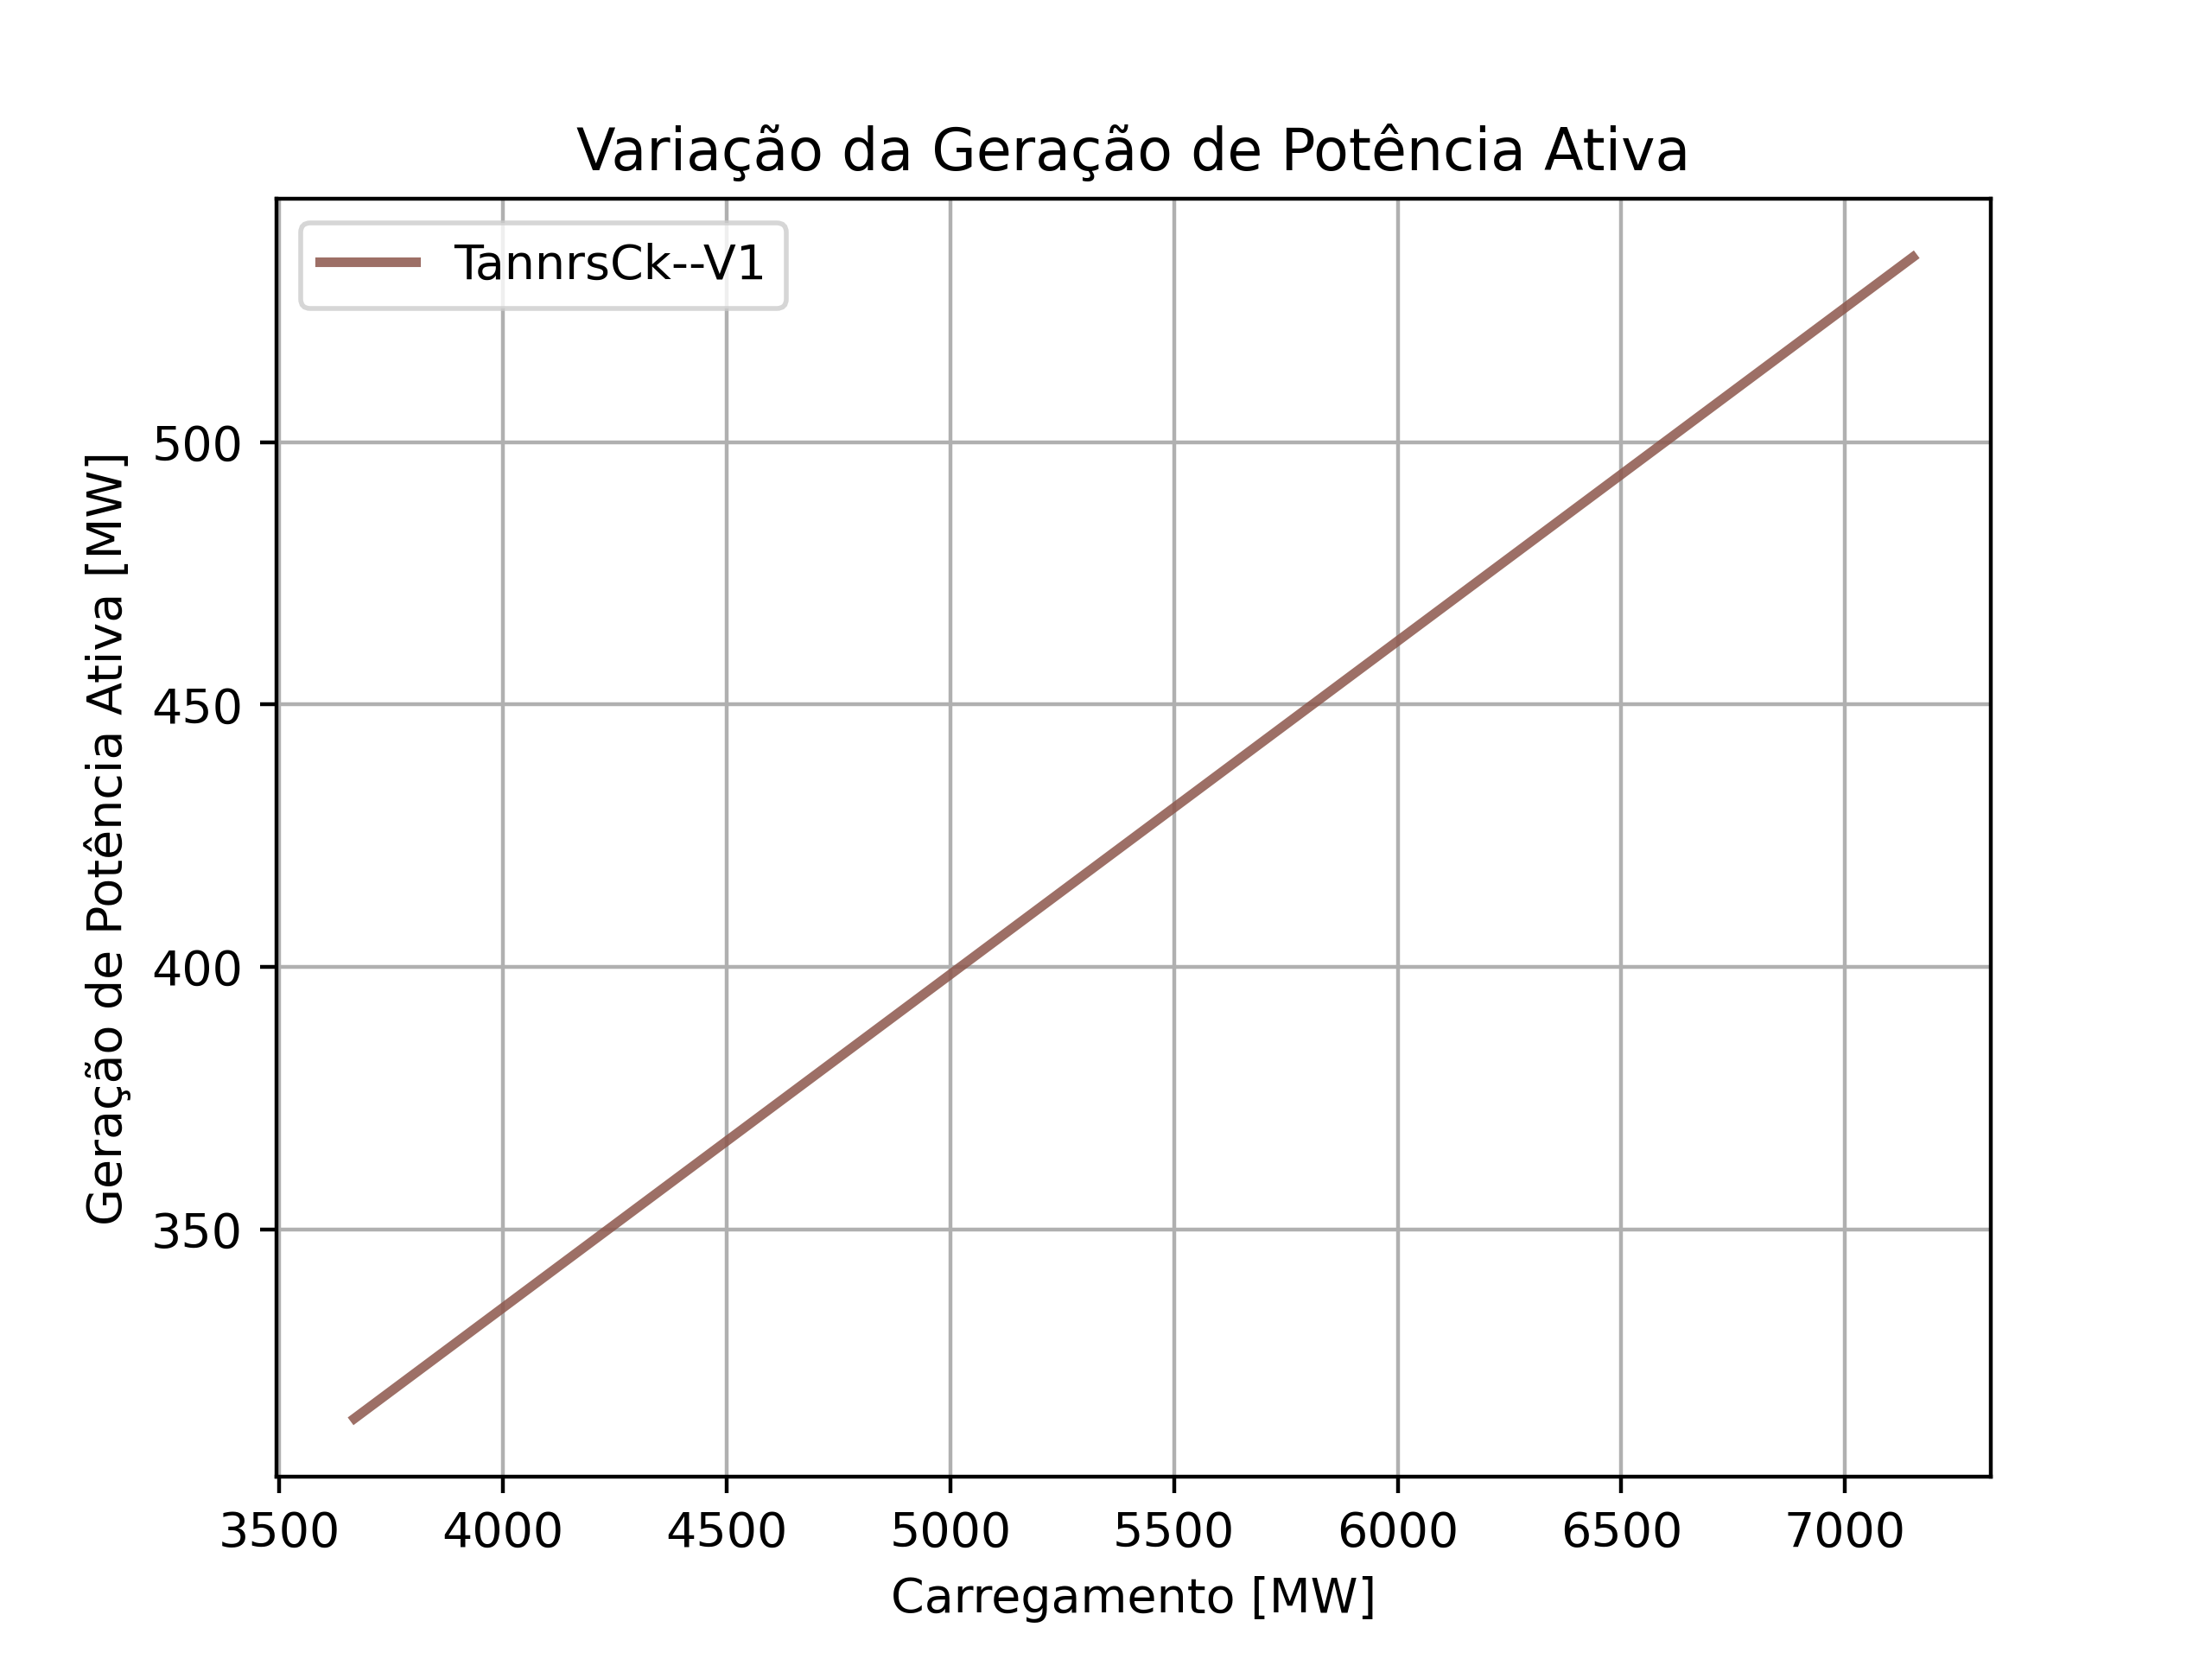 Variação da Geração de Potência Ativa
TannrsCk--V1
Geração de Potência Ativa [MW]
500
450
400
350
3500 4000 4500 5000 5500 6000 6500 7000
Carregamento [MW]